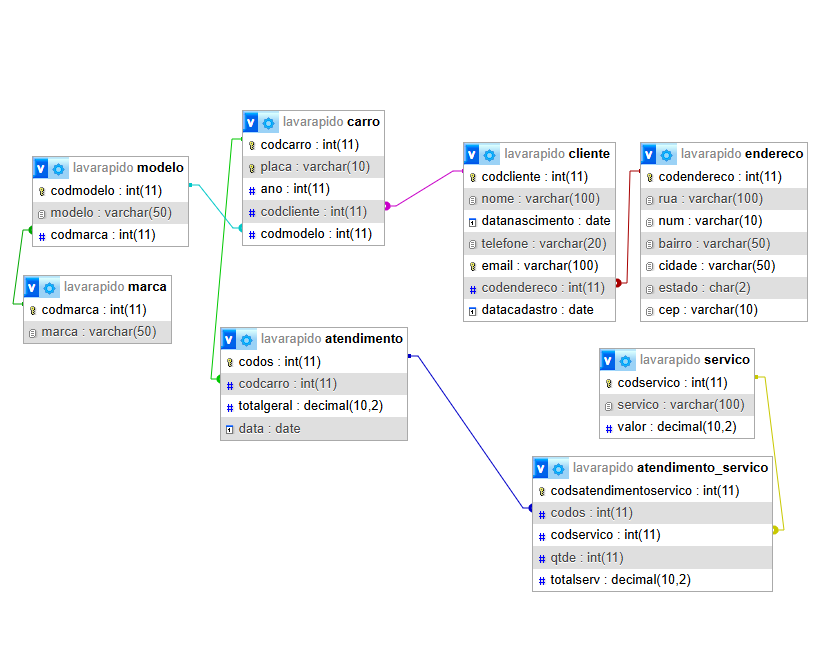 v lavarapido modelo
codmodelo : int(11)
modelo : varchar(50)
codmarca : int(11)
v lavarapido marca
codmarca : int(11)
marca : varchar(50)
v lavarapido carro
codcarro : int(11)
placa : varchar(10)
# ano : int(11)
# codcliente : int(11)
# codmodelo : int(11)
v lavarapido atendimento
codos : int(11)
# codcarro : int(11)
# totalgeral : decimal(10,2)
data : date
v lavarapido cliente
codcliente : int(11)
nome : varchar(100)
datanascimento : date
telefone : varchar(20)
email : varchar(100)
# codendereco : int(11)
datacadastro : date
v lavarapido endereco
codendereco : int(11)
rua : varchar(100)
num : varchar(10)
bairro : varchar(50)
cidade : varchar(50)
estado : char(2)
cep : varchar(10)
v lavarapido servico
codservico : int(11)
servico : varchar(100)
# valor : decimal(10,2)
v lavarapido atendimento_servico
codsatendimentoservico : int(11)
# codos : int(11)
# codservico : int(11)
# qtde : int(11)
# totalserv : decimal(10,2)